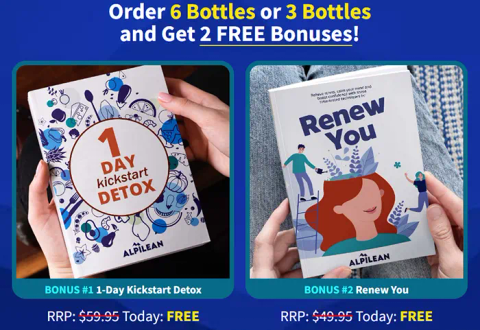 Order 6 Bottles or 3 Bottles
and Get 2 FREE Bonuses!
1
DAY
kickstart
DETOX
ALPILEAN
Renew
You
ALPILEAN
BONUS #1 1-Day Kickstart Detox
BONUS #2 Renew You
RRP: $59.95 Today: FREE
RRP: $49.95 Today: FREE